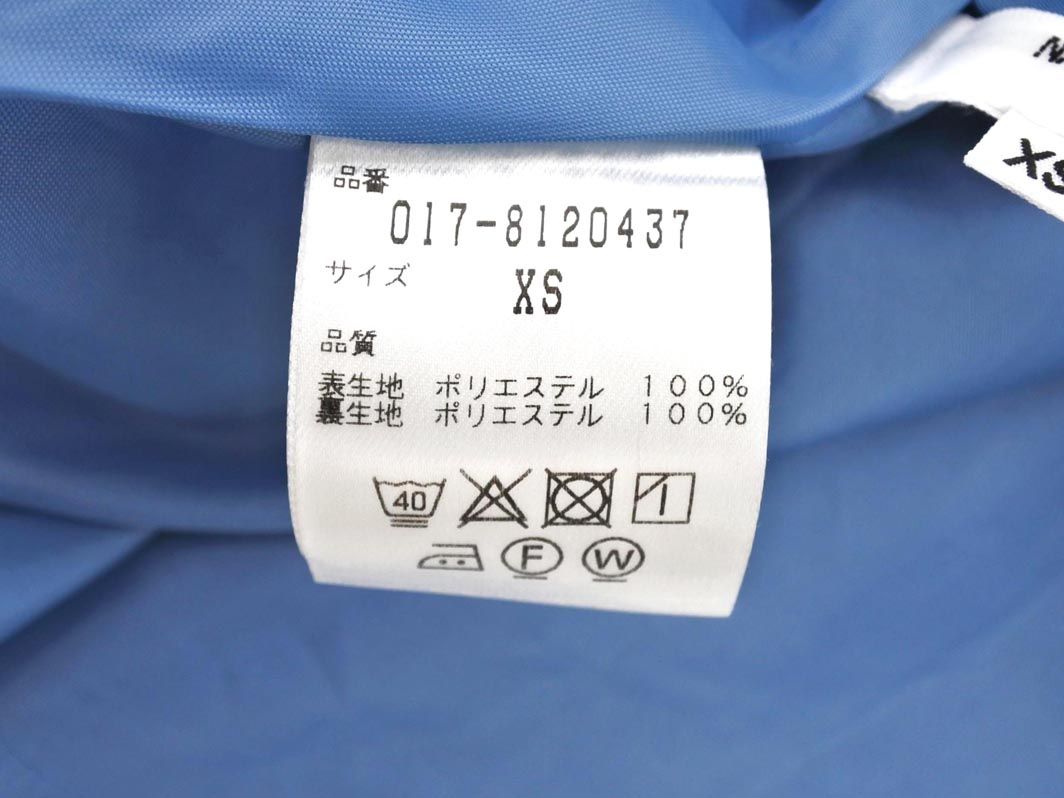 品番
017-8120437
サイズ
XS
品質
表生地 ポリエステル 100%
裏生地 ポリエステル 100%
40
F
W
XS